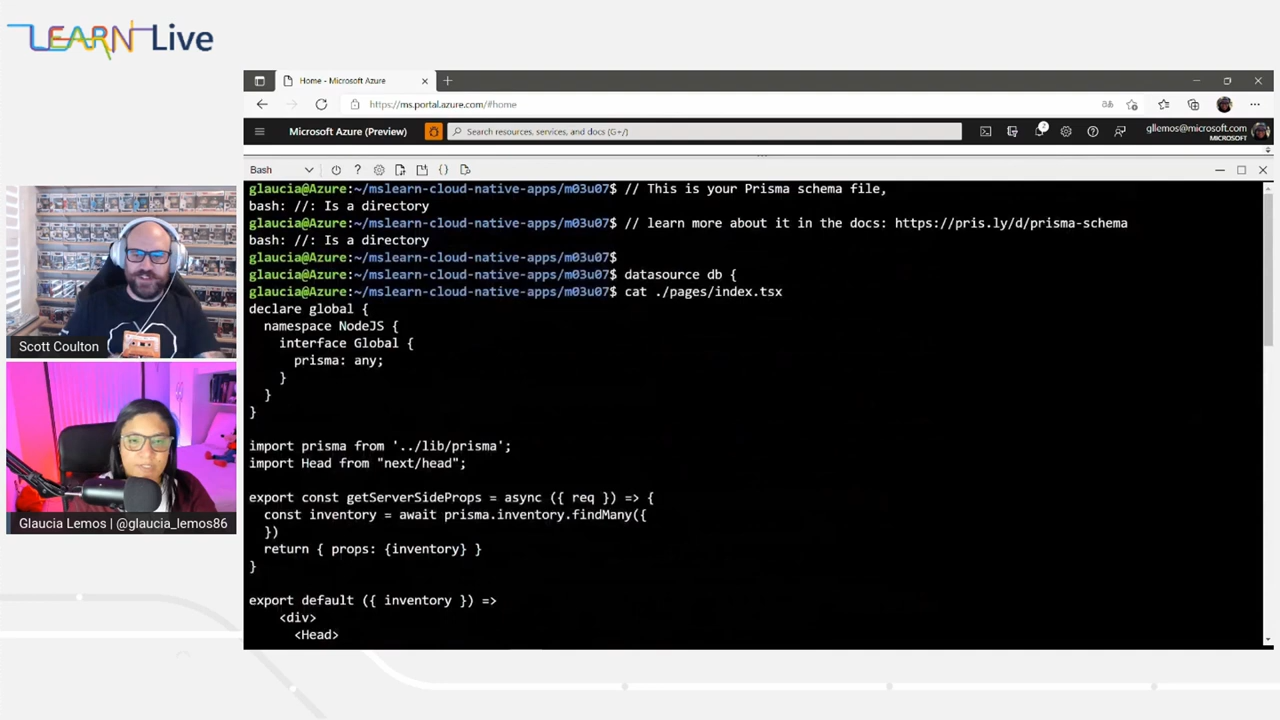 LEARN Live
Home - Microsoft Azure
https://ms.portal.azure.com/#home
Microsoft Azure (Preview)
Search resources, services, and docs (G+/)
2
gllemos@microsoft.com
MICROSOFT
Bash
glaucia@Azure:~/mslearn-cloud-native-apps/m03u07$ // This is your Prisma schema file,
bash: //: Is a directory
glaucia@Azure:~/mslearn-cloud-native-apps/m03u07$ // learn more about it in the docs: https://pris.ly/d/prisma-schema
bash: //: Is a directory
glaucia@Azure:~/mslearn-cloud-native-apps/m03u07$
glaucia@Azure:~/mslearn-cloud-native-apps/m03u07$ datasource db {
glaucia@Azure:~/mslearn-cloud-native-apps/m03u07$ cat ./pages/index.tsx
declare global {
namespace NodeJS {
interface Global {
prisma: any;
}
}
}
import prisma from '../lib/prisma';
import Head from "next/head";
export const getServerSideProps = async ({ req }) => {
const inventory = await prisma.inventory.findMany({
})
return { props: {inventory} }
}
export default ({ inventory }) =>
<div>
<Head>
Scott Coulton
Glaucia Lemos | @glaucia_lemos86